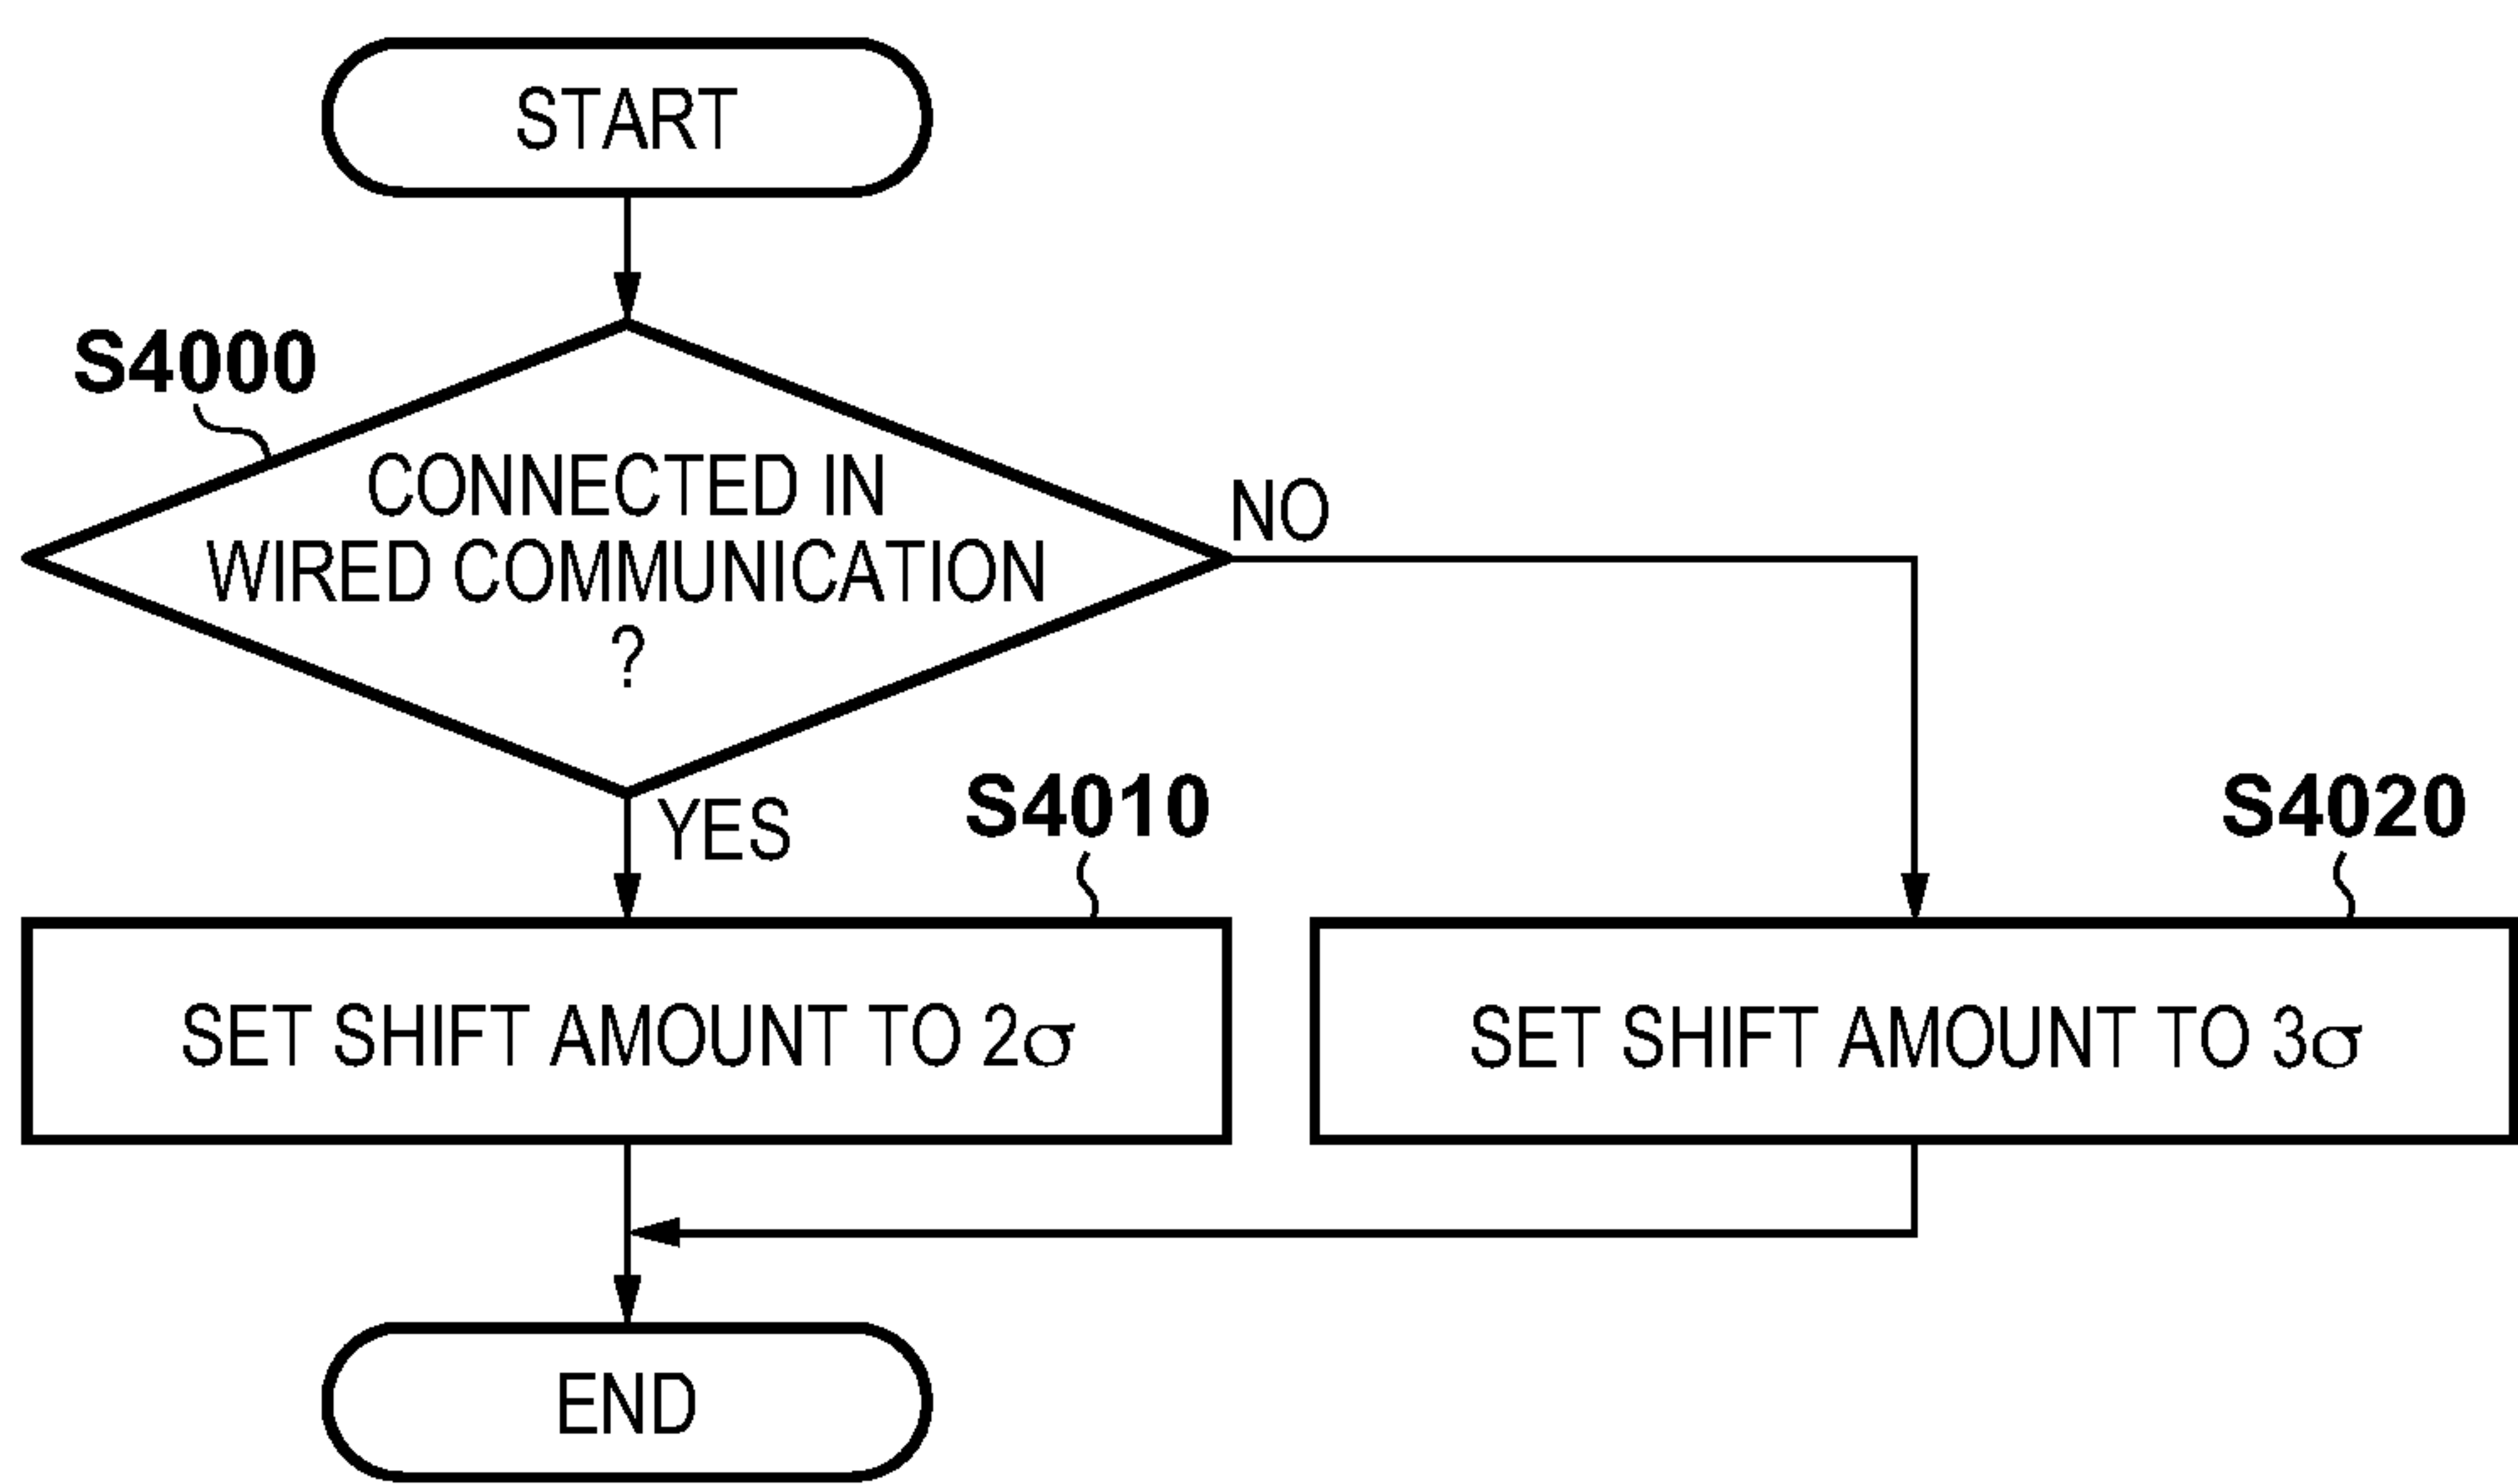 START
S4000
CONNECTED IN
WIRED COMMUNICATION
?
NO
YES
S4010
S4020
SET SHIFT AMOUNT TO 2σ
SET SHIFT AMOUNT TO 3σ
END